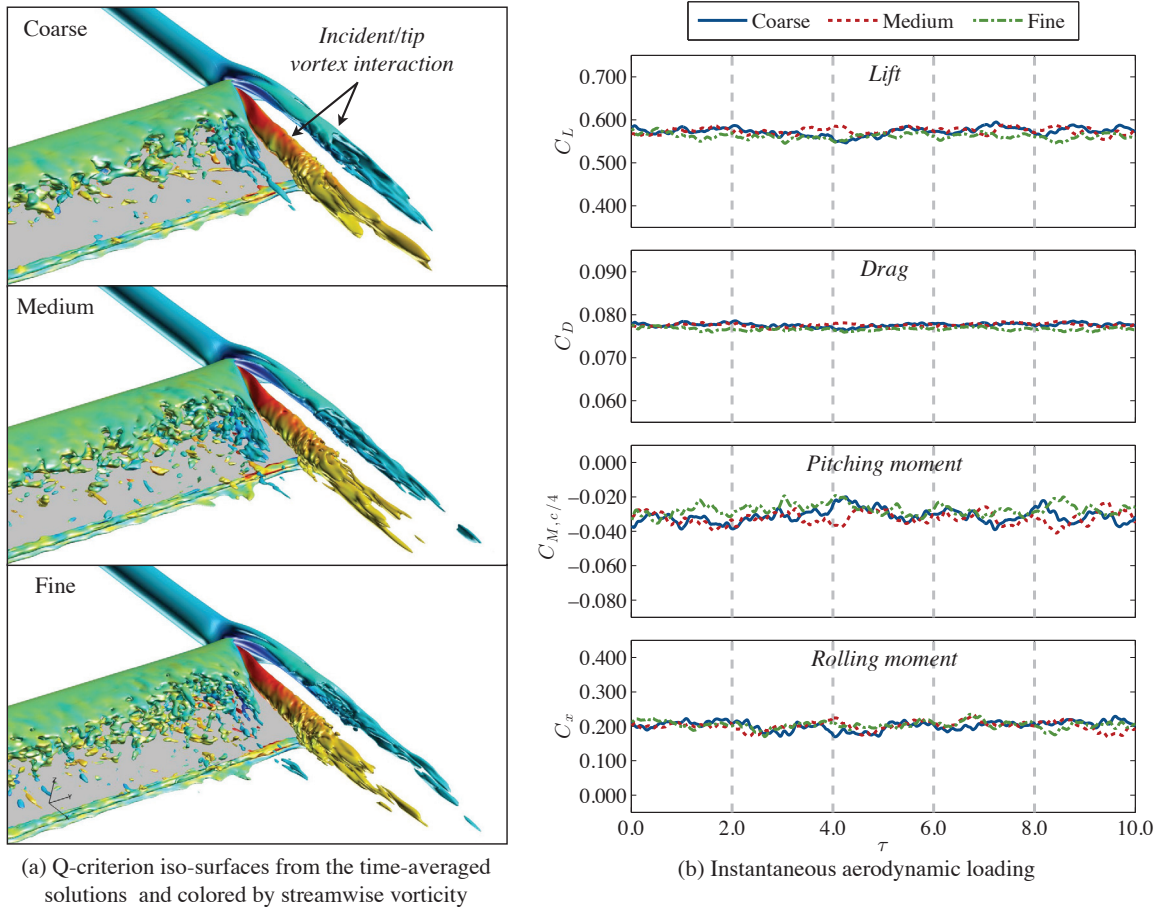 Coarse
Incident/tip
vortex interaction
Medium
Fine
(a) Q-criterion iso-surfaces from the time-averaged
solutions and colored by streamwise vorticity
Coarse Medium Fine
Lift
0.700
0.600
0.500
0.400
C_L
Drag
0.090
0.080
0.070
0.060
C_D
Pitching moment
0.000
−0.020
−0.040
−0.060
−0.080
C_{M,c/4}
Rolling moment
0.400
0.300
0.200
0.100
0.000
C_x
0.0 2.0 4.0 6.0 8.0 10.0
τ
(b) Instantaneous aerodynamic loading